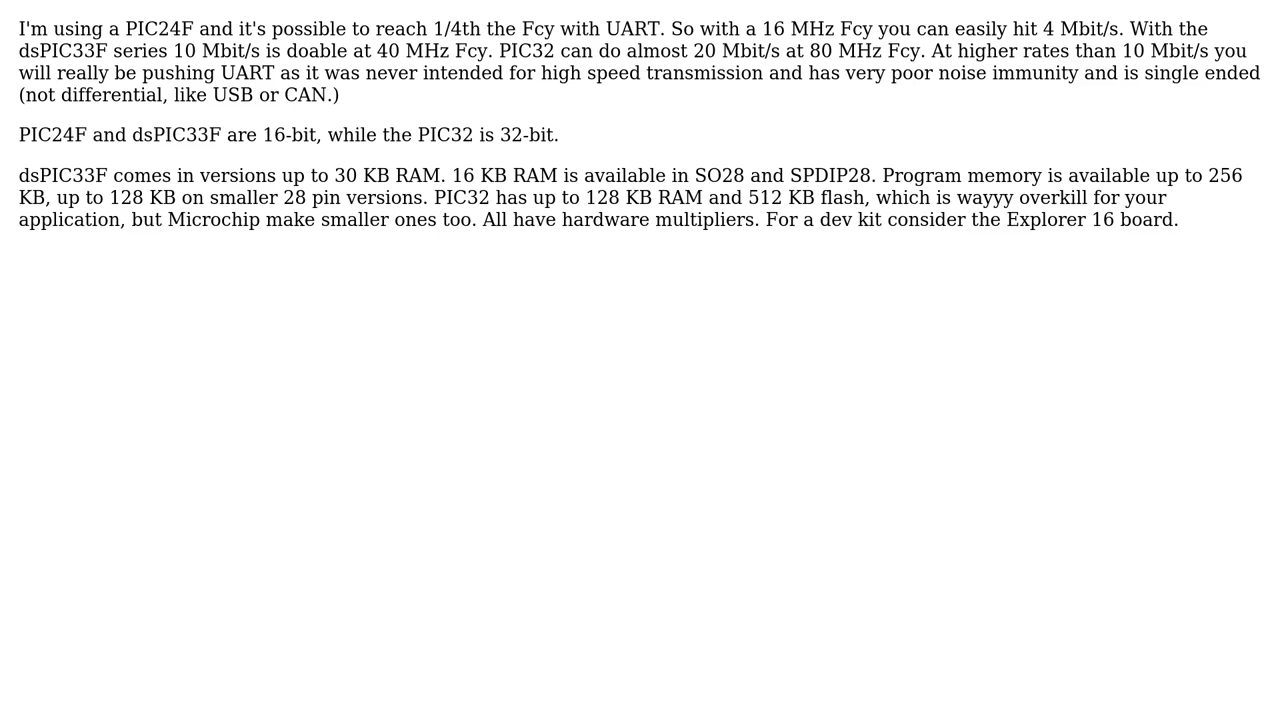 I'm using a PIC24F and it's possible to reach 1/4th the Fcy with UART. So with a 16 MHz Fcy you can easily hit 4 Mbit/s. With the
dsPIC33F series 10 Mbit/s is doable at 40 MHz Fcy. PIC32 can do almost 20 Mbit/s at 80 MHz Fcy. At higher rates than 10 Mbit/s you
will really be pushing UART as it was never intended for high speed transmission and has very poor noise immunity and is single ended
(not differential, like USB or CAN.)
PIC24F and dsPIC33F are 16-bit, while the PIC32 is 32-bit.
dsPIC33F comes in versions up to 30 KB RAM. 16 KB RAM is available in SO28 and SPDIP28. Program memory is available up to 256
KB, up to 128 KB on smaller 28 pin versions. PIC32 has up to 128 KB RAM and 512 KB flash, which is wayyy overkill for your
application, but Microchip make smaller ones too. All have hardware multipliers. For a dev kit consider the Explorer 16 board.